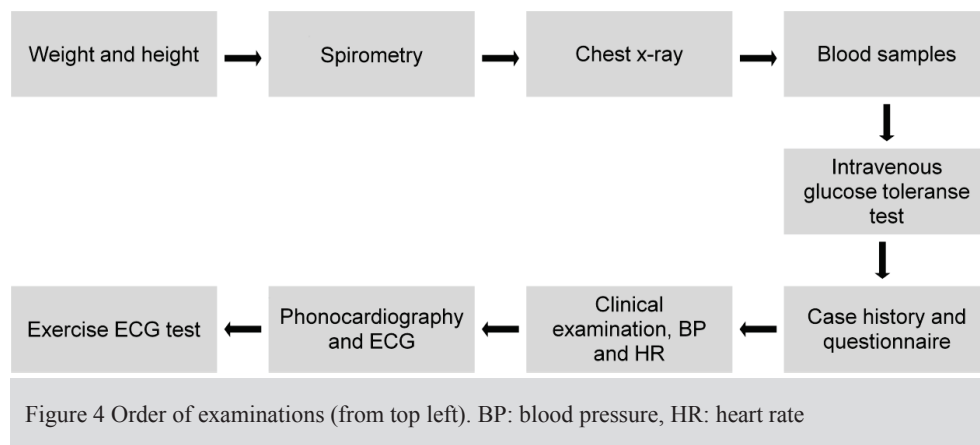 Weight and height
Spirometry
Chest x-ray
Blood samples
Intravenous
glucose toleranse
test
Case history and
questionnaire
Clinical
examination, BP
and HR
Phonocardiography
and ECG
Exercise ECG test
Figure 4 Order of examinations (from top left). BP: blood pressure, HR: heart rate